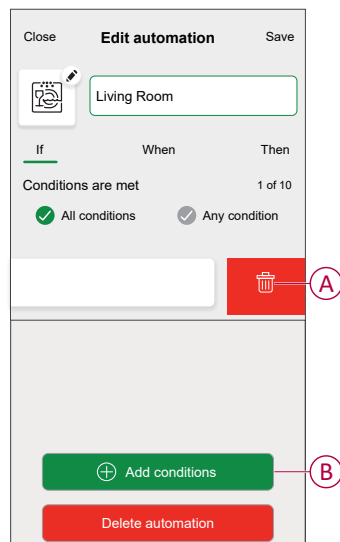 Close Edit automation Save
Living Room
If When Then
Conditions are met 1 of 10
All conditions Any condition
A
Add conditions B
Delete automation